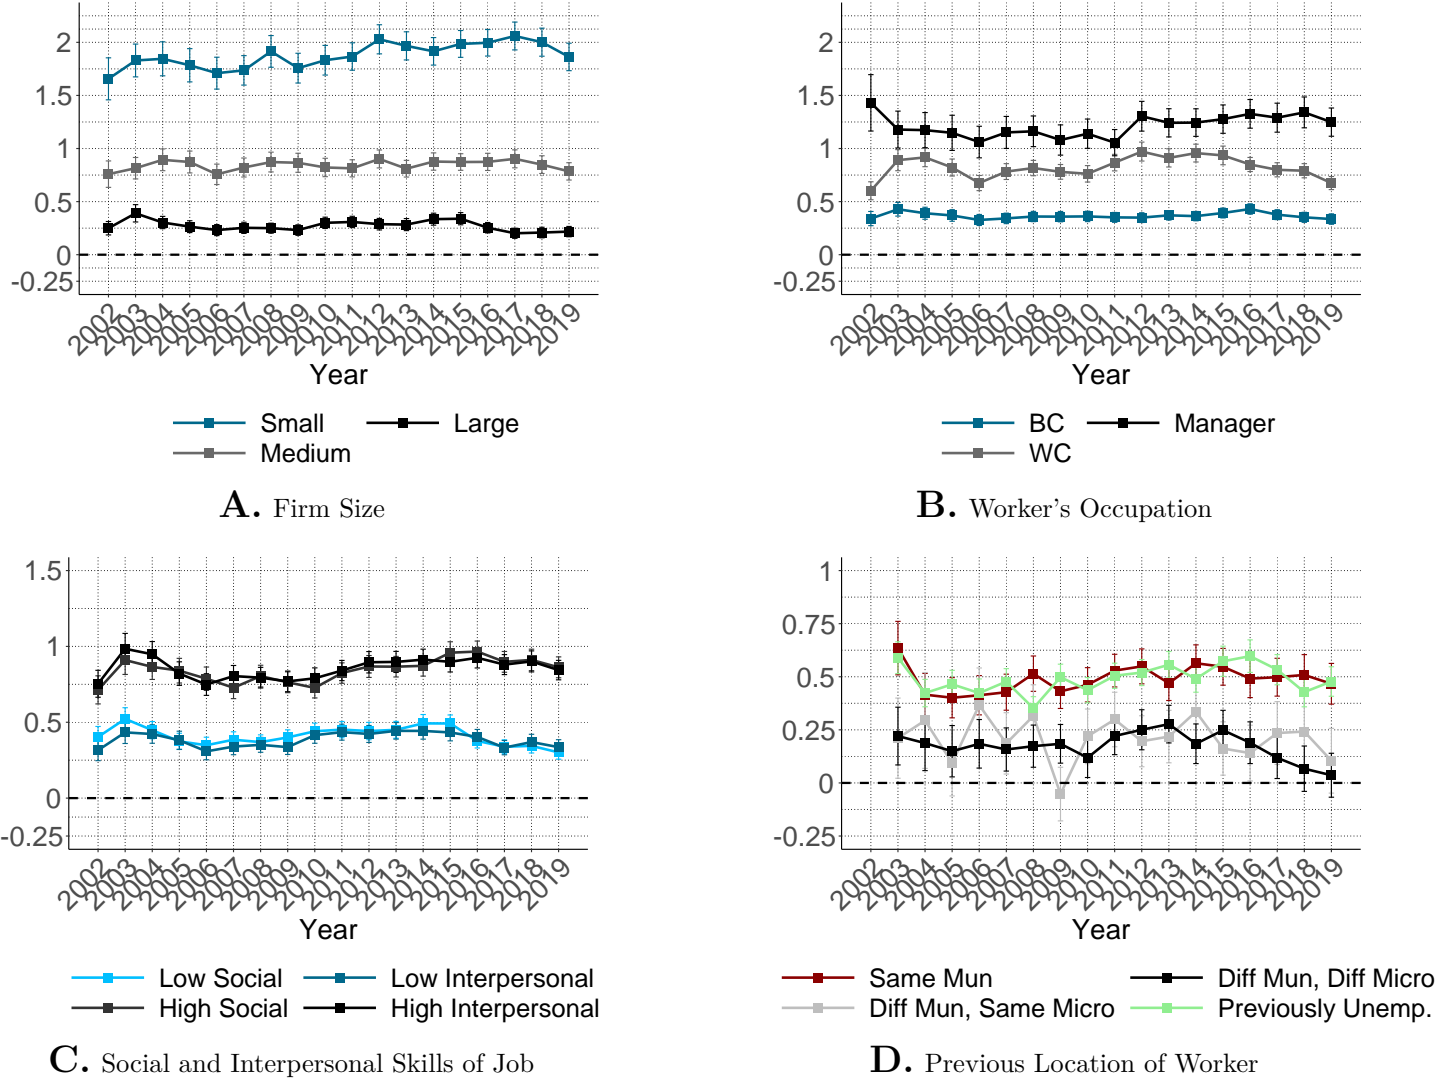 2
1.5
1
0.5
0
-0.25
2002 2003 2004 2005 2006 2007 2008 2009 2010 2011 2012 2013 2014 2015 2016 2017 2018 2019
Year
Small Large
Medium
A. Firm Size
2
1.5
1
0.5
0
-0.25
2002 2003 2004 2005 2006 2007 2008 2009 2010 2011 2012 2013 2014 2015 2016 2017 2018 2019
Year
BC Manager
WC
B. Worker's Occupation
1.5
1
0.5
0
-0.25
2002 2003 2004 2005 2006 2007 2008 2009 2010 2011 2012 2013 2014 2015 2016 2017 2018 2019
Year
Low Social Low Interpersonal
High Social High Interpersonal
C. Social and Interpersonal Skills of Job
1
0.75
0.5
0.25
0
-0.25
2002 2003 2004 2005 2006 2007 2008 2009 2010 2011 2012 2013 2014 2015 2016 2017 2018 2019
Year
Same Mun Diff Mun, Diff Micro
Diff Mun, Same Micro Previously Unemp.
D. Previous Location of Worker